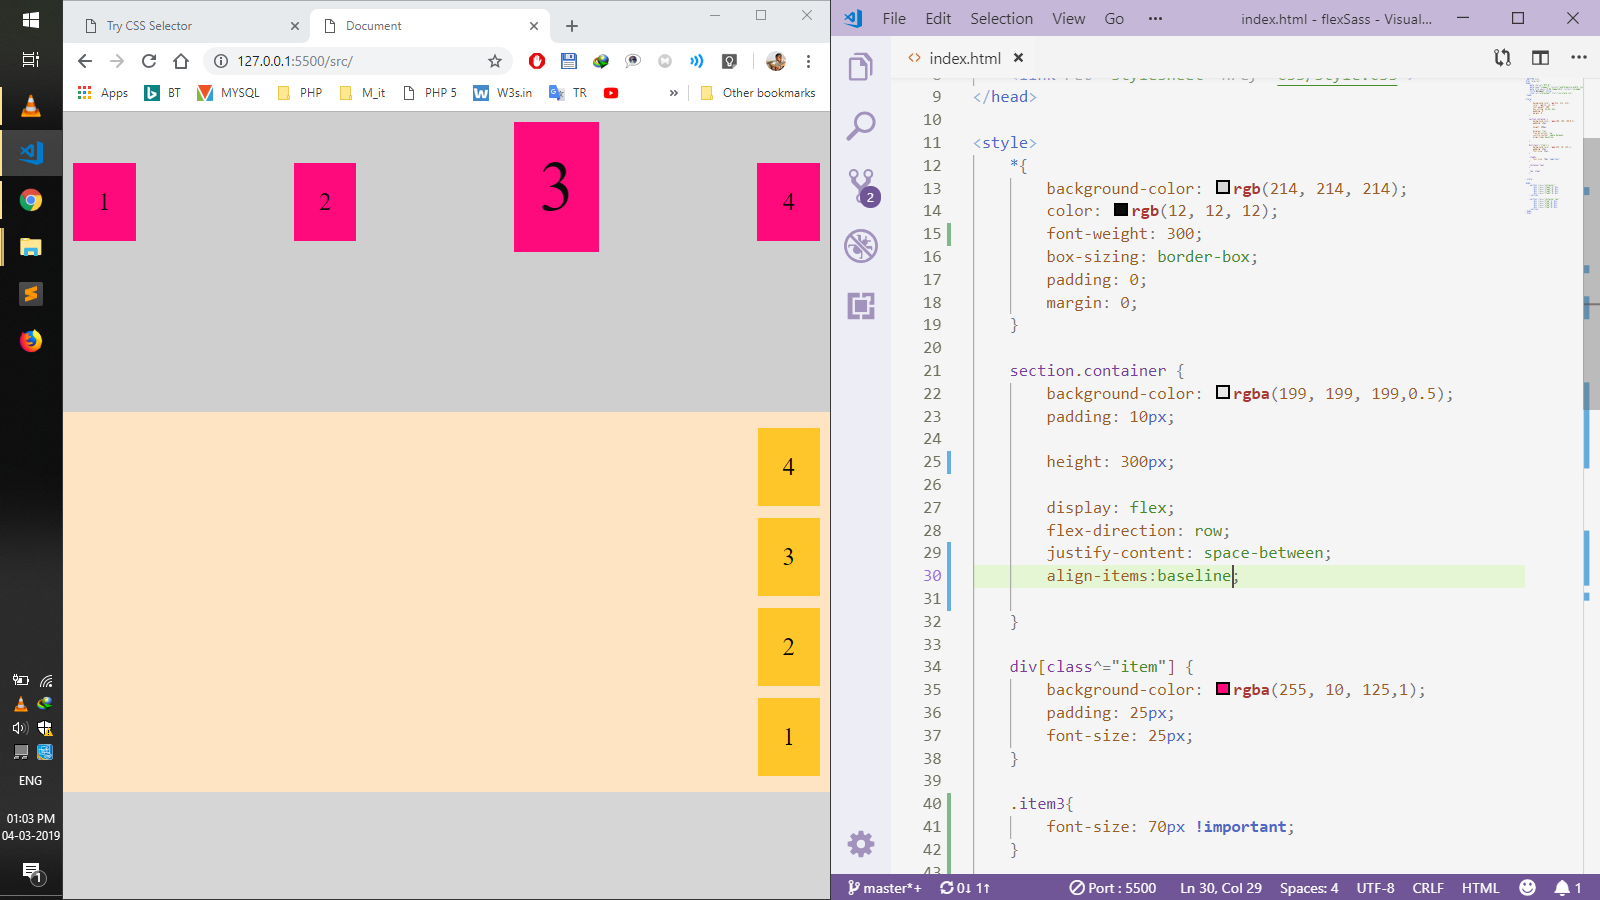 Try CSS Selector
Document
127.0.0.1:5500/src/
Apps
BT
MYSQL
PHP
M_it
PHP 5
W3s.in
TR
»
Other bookmarks
1
2
3
4
4
3
2
1
ENG
01:03 PM
04-03-2019
1
File Edit Selection View Go ··· index.html - flexSass - Visual...
index.html
2
9 </head>
10
11 <style>
12 *{
13 background-color: rgb(214, 214, 214);
14 color: rgb(12, 12, 12);
15 font-weight: 300;
16 box-sizing: border-box;
17 padding: 0;
18 margin: 0;
19 }
20
21 section.container {
22 background-color: rgba(199, 199, 199,0.5);
23 padding: 10px;
24
25 height: 300px;
26
27 display: flex;
28 flex-direction: row;
29 justify-content: space-between;
30 align-items:baseline;
31
32 }
33
34 div[class^="item"] {
35 background-color: rgba(255, 10, 125,1);
36 padding: 25px;
37 font-size: 25px;
38 }
39
40 .item3{
41 font-size: 70px !important;
42 }
43
master*+ 0↓ 1↑ Port : 5500 Ln 30, Col 29 Spaces: 4 UTF-8 CRLF HTML 1